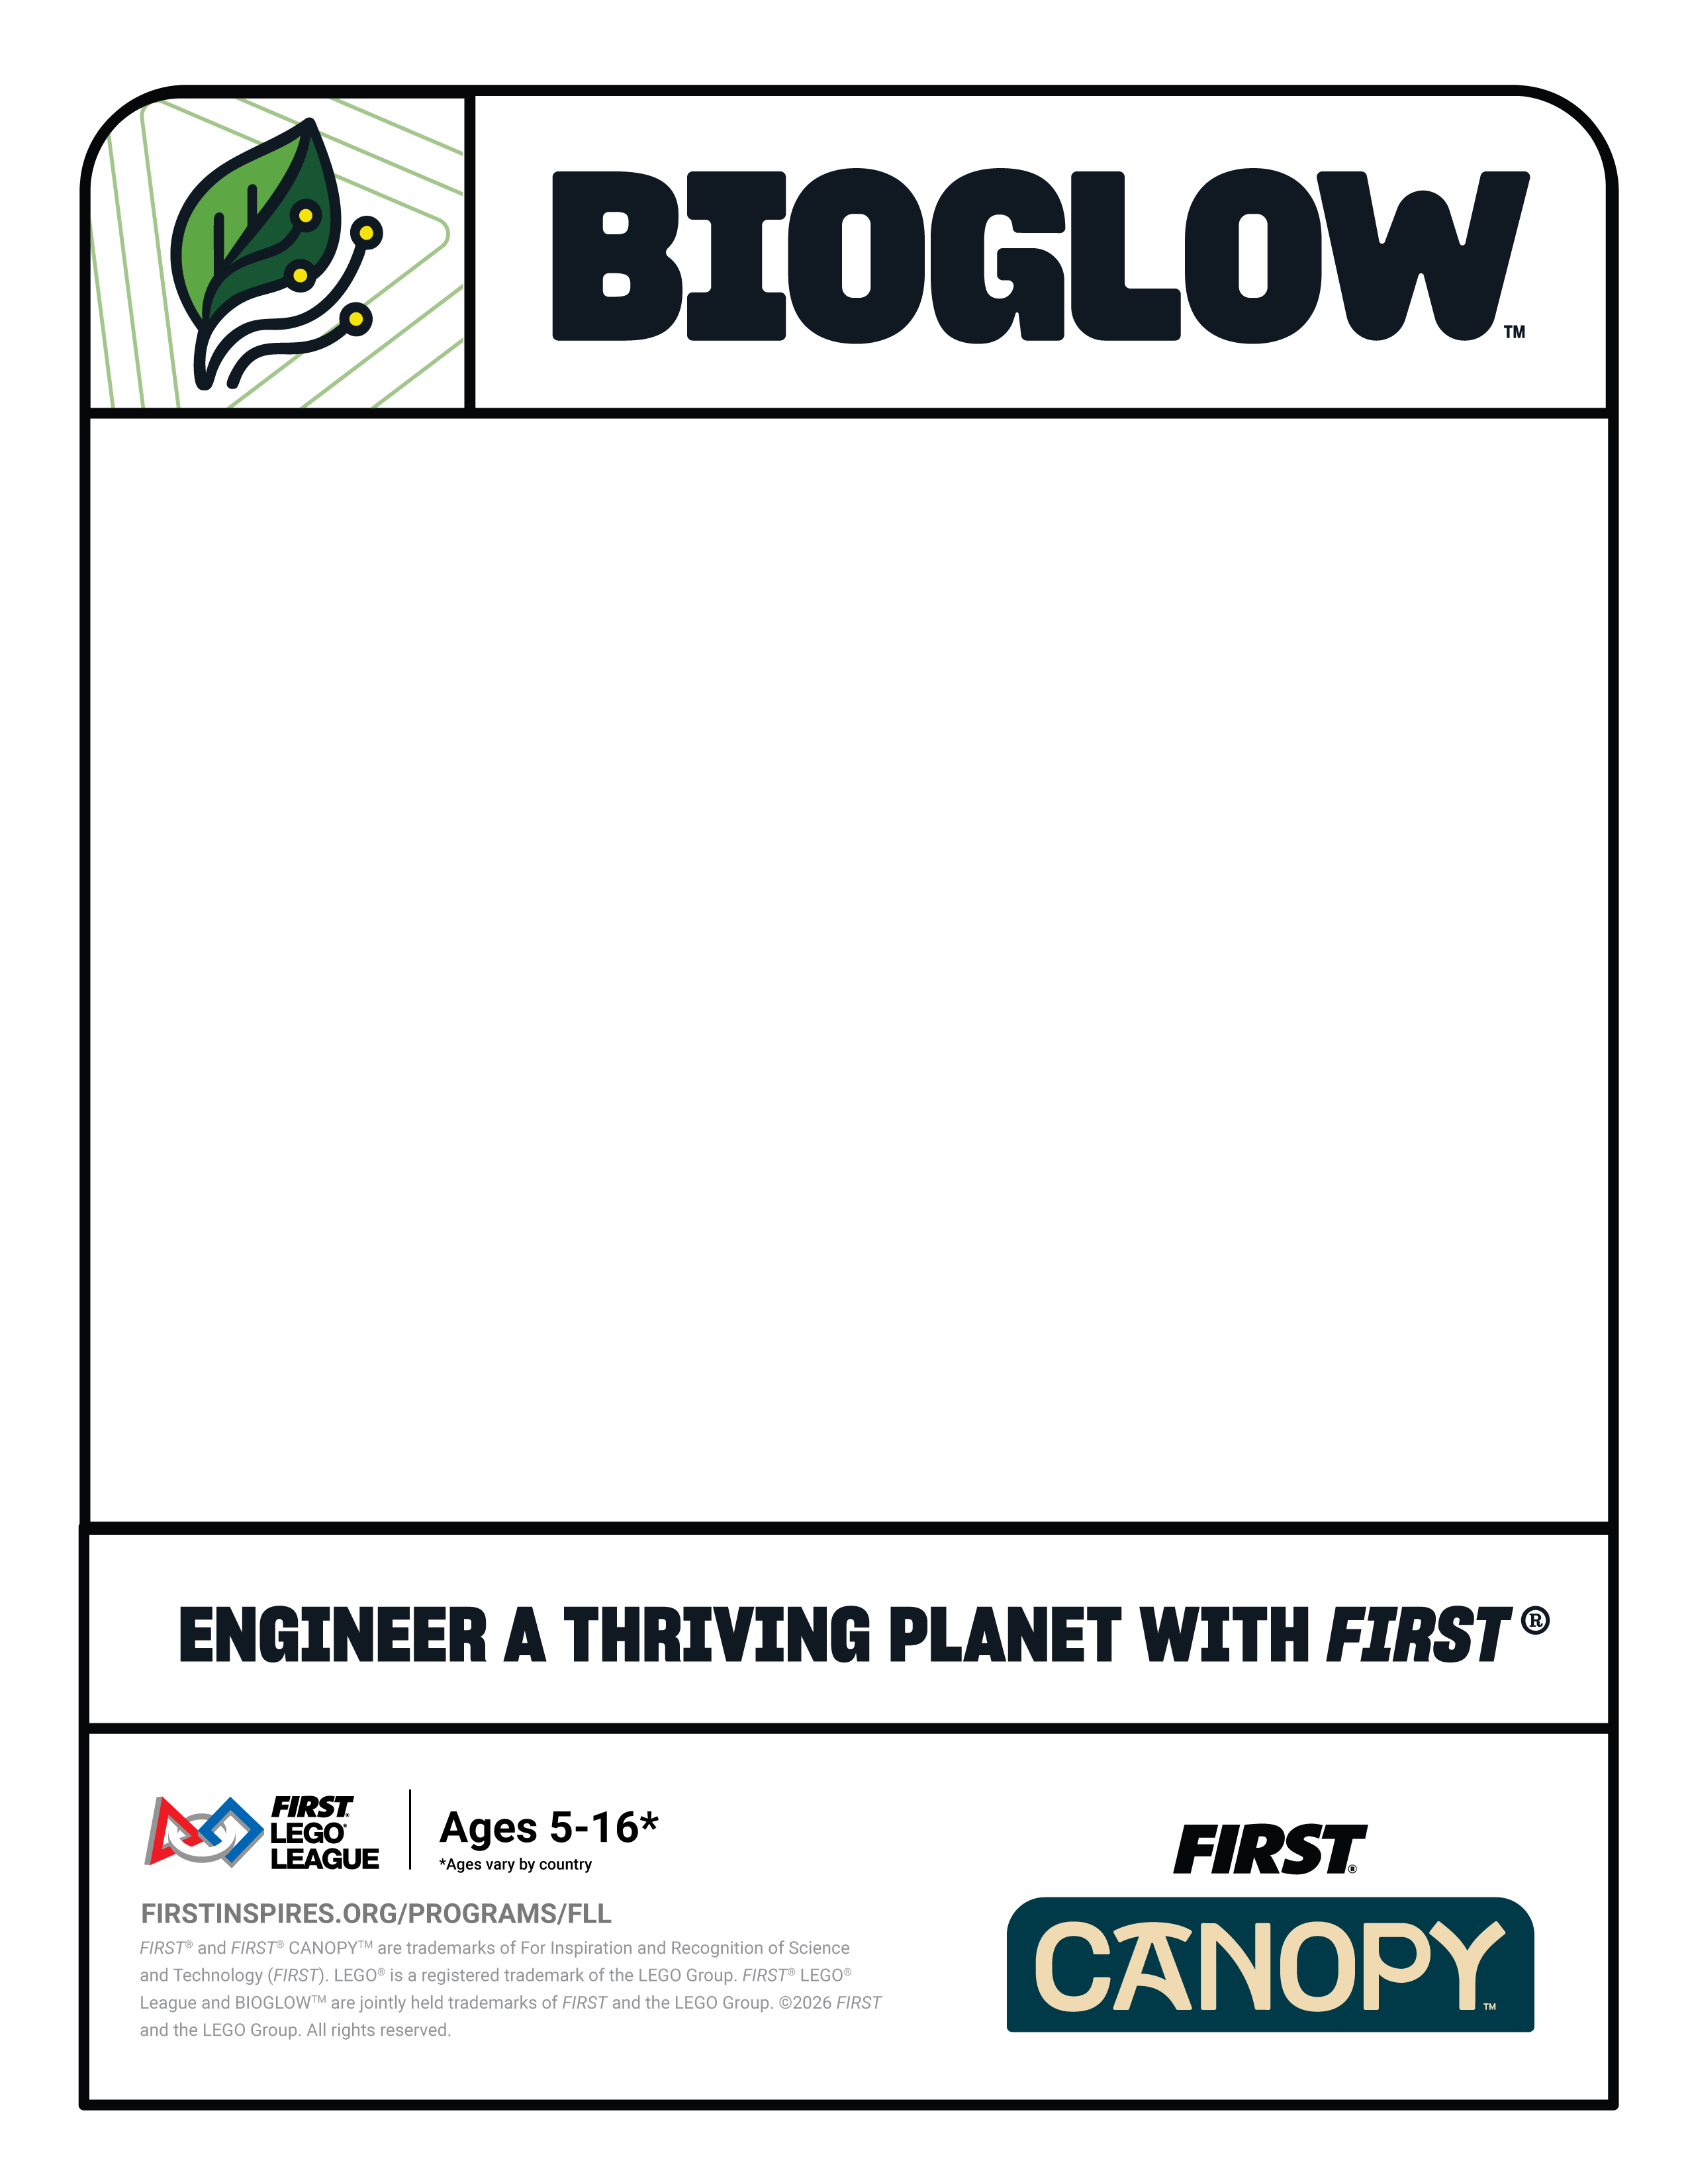 BIOGLOW™
ENGINEER A THRIVING PLANET WITH FIRST®
FIRST®
LEGO®
LEAGUE
Ages 5-16*
*Ages vary by country
FIRSTINSPIRES.ORG/PROGRAMS/FLL
FIRST® and FIRST® CANOPY™ are trademarks of For Inspiration and Recognition of Science
and Technology (FIRST). LEGO® is a registered trademark of the LEGO Group. FIRST® LEGO®
League and BIOGLOW™ are jointly held trademarks of FIRST and the LEGO Group. ©2026 FIRST
and the LEGO Group. All rights reserved.
FIRST®
CANOPY™